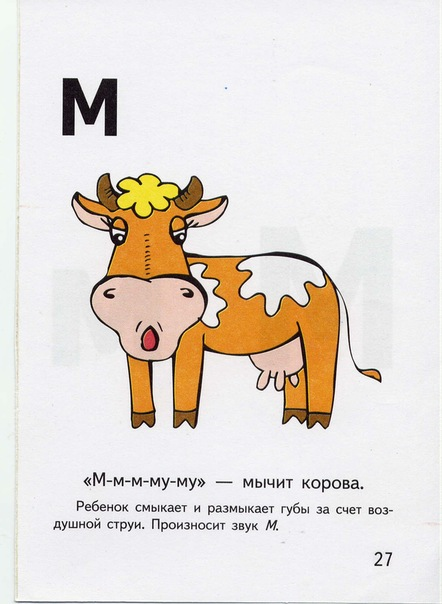 М
«М-м-м-му-му» — мычит корова.
Ребенок смыкает и размыкает губы за счет воз-
душной струи. Произносит звук М.
27